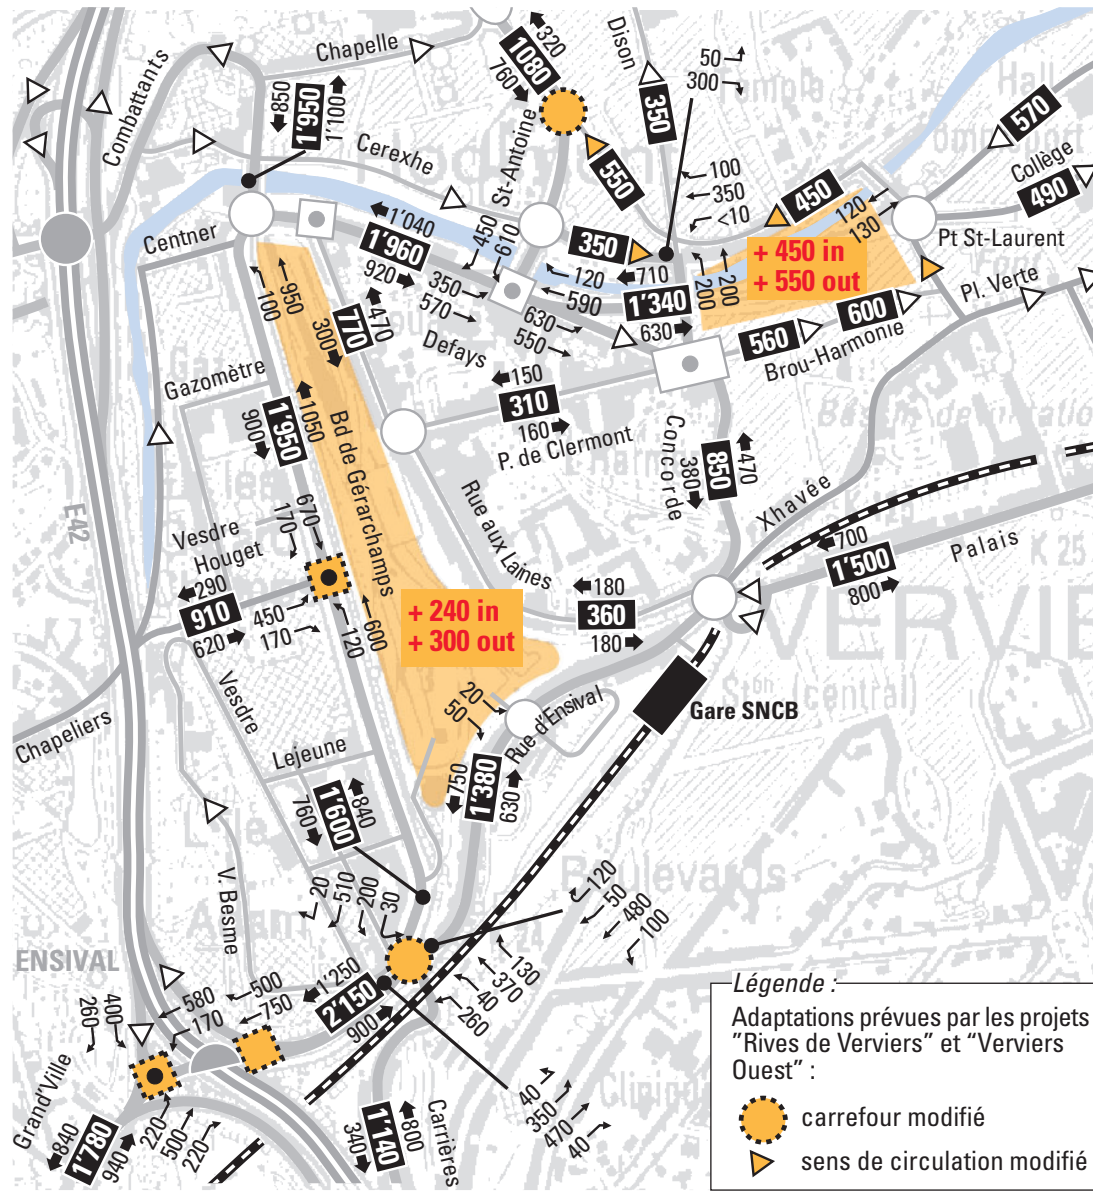 Chapelle
320
1080
760
Dison
50
300
350
Combattants
850
1'950
1'100
Cerexhe
St-Antoine
550
Hall
570
Collège
490
100
350
<10
450
120
130
Pt St-Laurent
Centner
1'040
1'960
920
450
610
350
710
120
590
1'340
630
200
200
+ 450 in
+ 550 out
Pl. Verte
600
560
Brou-Harmonie
950
100
300
770
470
350
570
Defays
630
550
150
310
160
P. de Clermont
Gazomètre
1'950
900
1050
Bd de Gérarchamps
Concorde
850
380
470
Xhavée
E42
Vesdre
Houget
670
170
290
910
620
450
170
120
600
Rue aux Laines
180
360
180
700
1'500
800
Palais
VERVIE
+ 240 in
+ 300 out
Gare SNCB
Chapeliers
Vesdre
Lejeune
20
50
Rue d'Ensival
750
1'380
630
840
1'600
760
V. Besme
20
510
200
30
Boulevards
120
50
480
100
ENSIVAL
130
370
40
260
1'250
2'150
900
500
750
580
170
400
260
Grand'Ville
840
1'780
940
220
500
220
Carrières
800
1'140
340
40
350
470
40
Légende :
Adaptations prévues par les projets
"Rives de Verviers" et “Verviers
Ouest” :
carrefour modifié
sens de circulation modifié